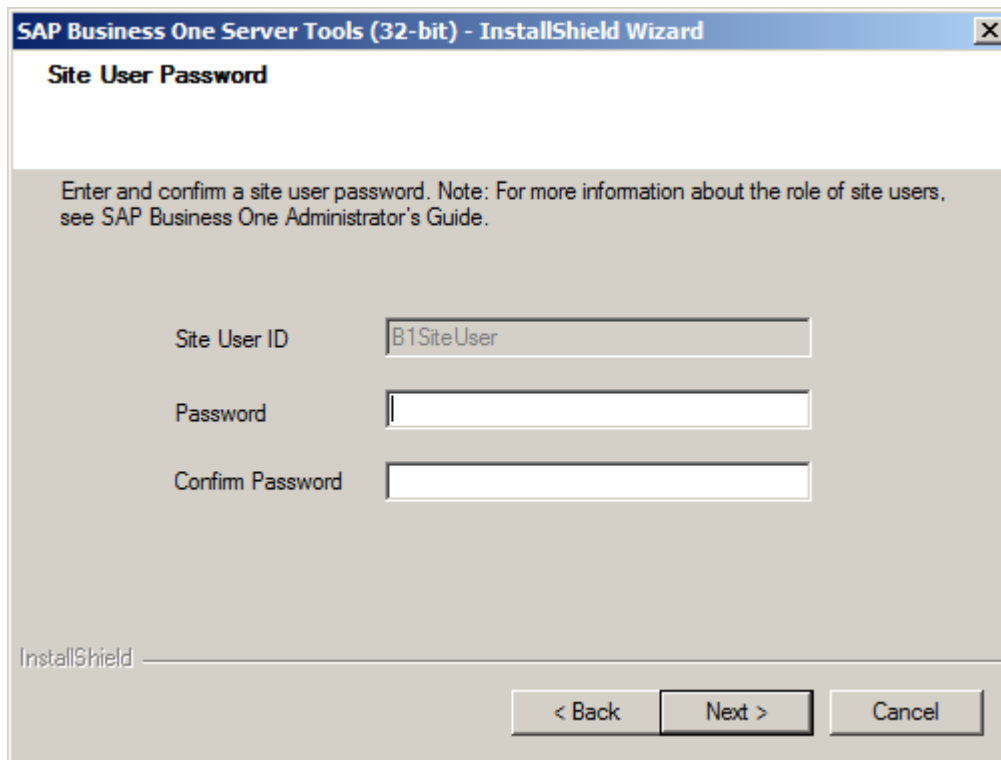 SAP Business One Server Tools (32-bit) - InstallShield Wizard
Site User Password
Enter and confirm a site user password. Note: For more information about the role of site users,
see SAP Business One Administrator's Guide.
Site User ID
B1SiteUser
Password
Confirm Password
InstallShield
< Back
Next >
Cancel